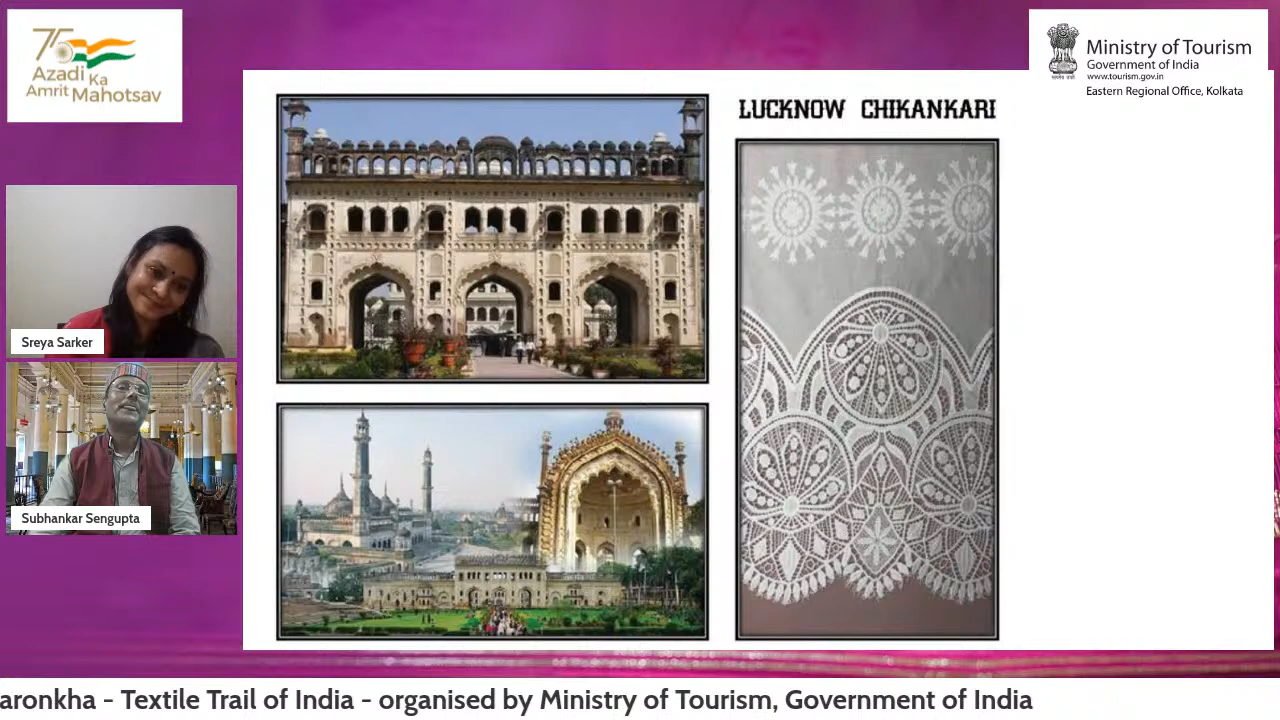 75
Azadi Ka
Amrit Mahotsav
Ministry of Tourism
Government of India
www.tourism.gov.in
Eastern Regional Office, Kolkata
LUCKNOW CHIKANKARI
Sreya Sarker
Subhankar Sengupta
aronkha - Textile Trail of India - organised by Ministry of Tourism, Government of India